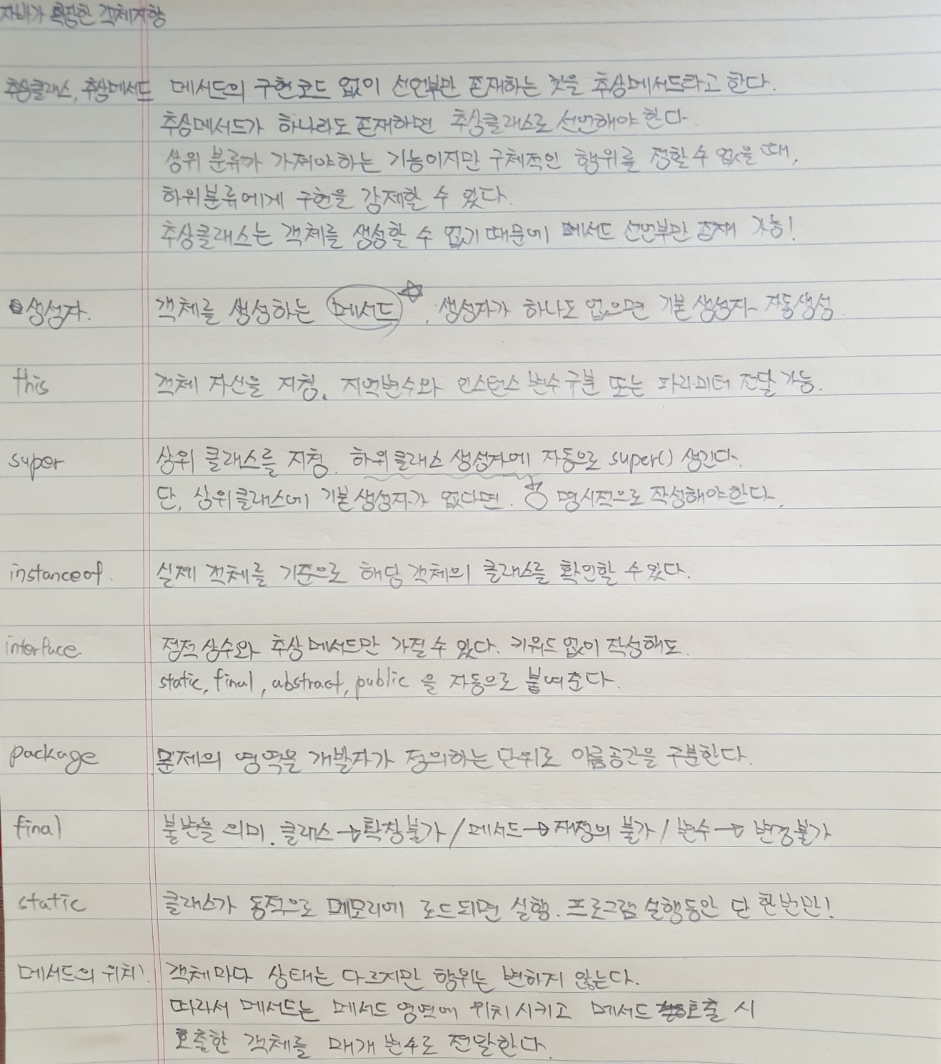 자바가 확장한 객체지향
추상클래스, 추상메서드 메서드의 구현코드 없이 선언부만 존재하는 것을 추상메서드라고 한다.
추상메서드가 하나라도 존재하면 추상클래스로 선언해야 한다.
상위 분류가 가져야하는 기능이지만 구체적인 행위를 정할 수 없을 때,
하위분류에게 구현을 강제할 수 있다.
추상클래스는 객체를 생성할 수 없기 때문에 메서드 선언부만 존재 가능!
생성자. 객체를 생성하는 메서드. 생성자가 하나도 없으면 기본 생성자 자동생성
this 객체 자신을 지칭. 지역변수와 인스턴스 변수 구분 또는 파라미터 전달 가능.
super 상위 클래스를 지칭. 하위클래스 생성자에 자동으로 super() 생긴다.
단, 상위클래스에 기본생성자가 없다면. 명시적으로 작성해야한다.
instanceof. 실제 객체를 기준으로 해당 객체의 클래스를 확인할 수 있다.
interface. 정적 상수와 추상 메서드만 가질 수 있다. 키워드 없이 작성해도
static, final, abstract, public 을 자동으로 붙여준다.
package 문제의 영역을 개발자가 정의하는 단위로 이름공간을 구분한다.
final 불변을 의미. 클래스 → 확장불가 / 메서드 → 재정의 불가 / 변수 → 변경불가
static 클래스가 동적으로 메모리에 로드되면 실행. 프로그램 실행동안 단 한번만!
메서드의 위치! 객체마다 상태는 다르지만 행위는 변하지 않는다.
따라서 메서드는 메서드 영역에 위치시키고 메서드 호출 시
호출한 객체를 매개 변수로 전달한다.